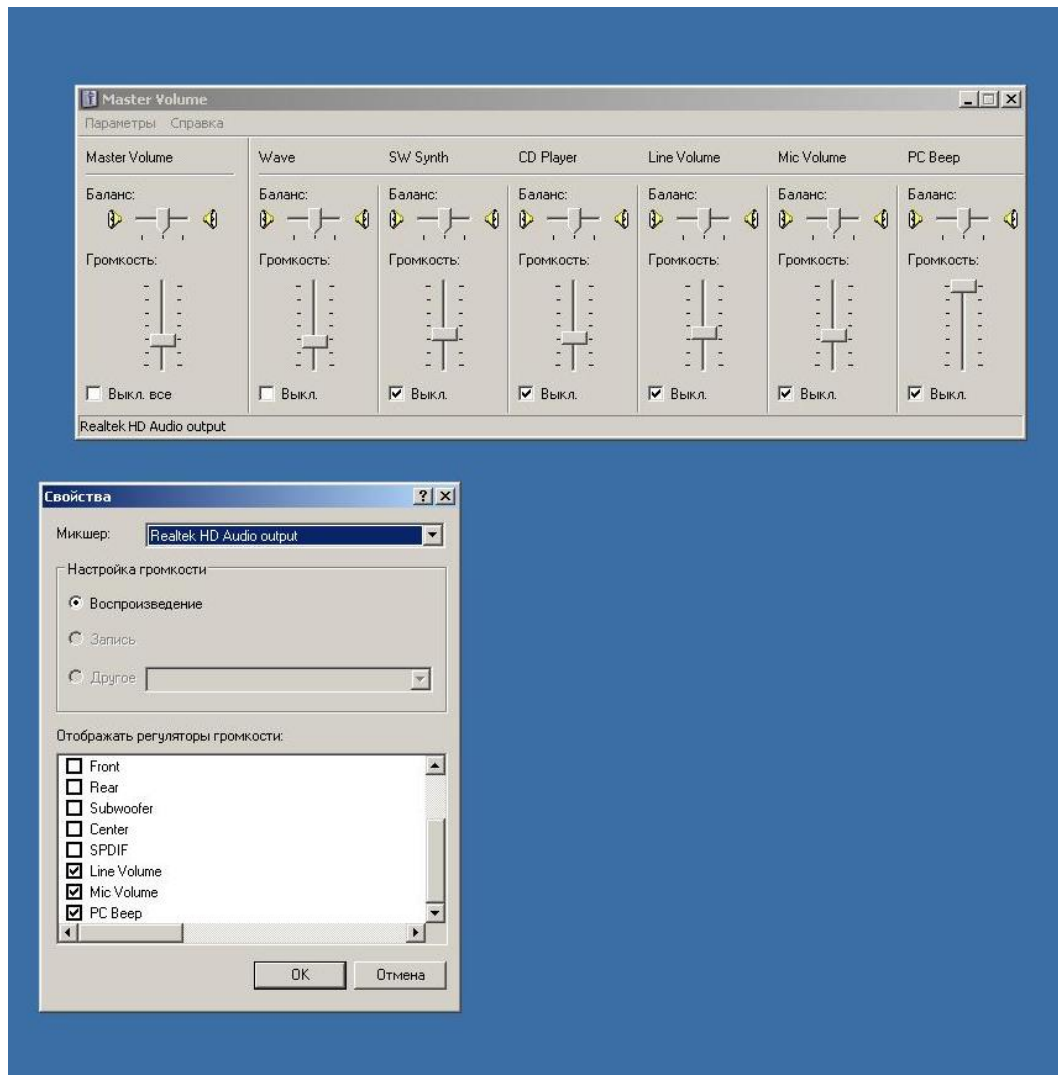 Master Volume
Параметры Справка
Master Volume Wave SW Synth CD Player Line Volume Mic Volume PC Beep
Баланс: Баланс: Баланс: Баланс: Баланс: Баланс: Баланс:
Громкость: Громкость: Громкость: Громкость: Громкость: Громкость: Громкость:
Выкл. все Выкл. Выкл. Выкл. Выкл. Выкл. Выкл.
Realtek HD Audio output
Свойства
Микшер: Realtek HD Audio output
Настройка громкости
Воспроизведение
Запись
Другое
Отображать регуляторы громкости:
Front
Rear
Subwoofer
Center
SPDIF
Line Volume
Mic Volume
PC Beep
OK Отмена